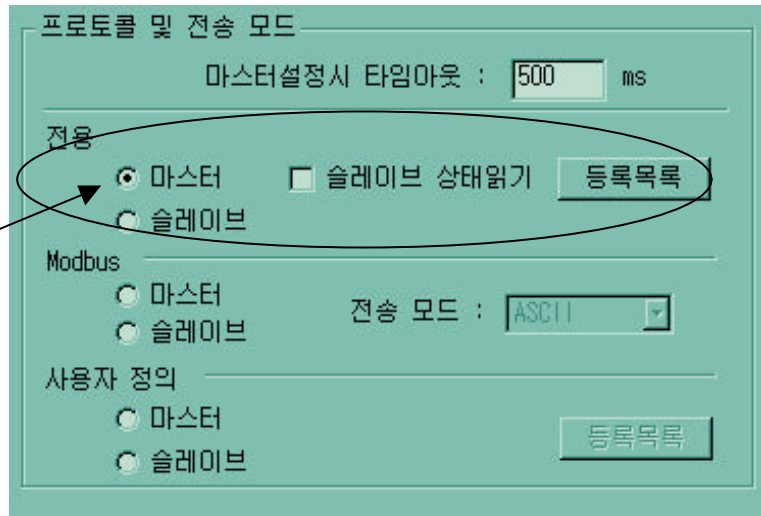 프로토콜 및 전송 모드
마스터설정시 타임아웃 : 500 ms
전용
마스터 슬레이브 상태읽기 등록목록
슬레이브
Modbus
마스터
전송 모드 : ASCII
슬레이브
사용자 정의
마스터
등록목록
슬레이브